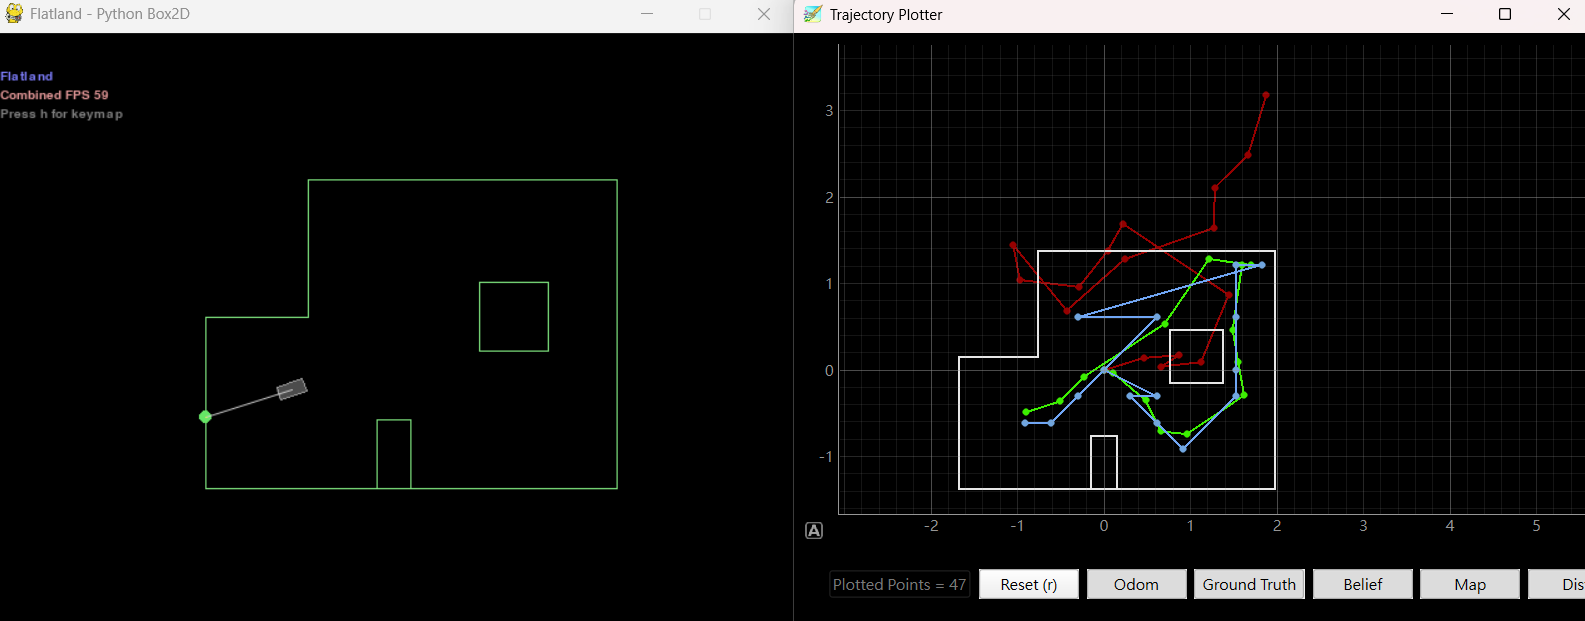 Flatland - Python Box2D
Flatland
Combined FPS 59
Press h for keymap
Trajectory Plotter
3
2
1
0
-1
-2 -1 0 1 2 3 4 5
A
Plotted Points = 47 Reset (r) Odom Ground Truth Belief Map Dis